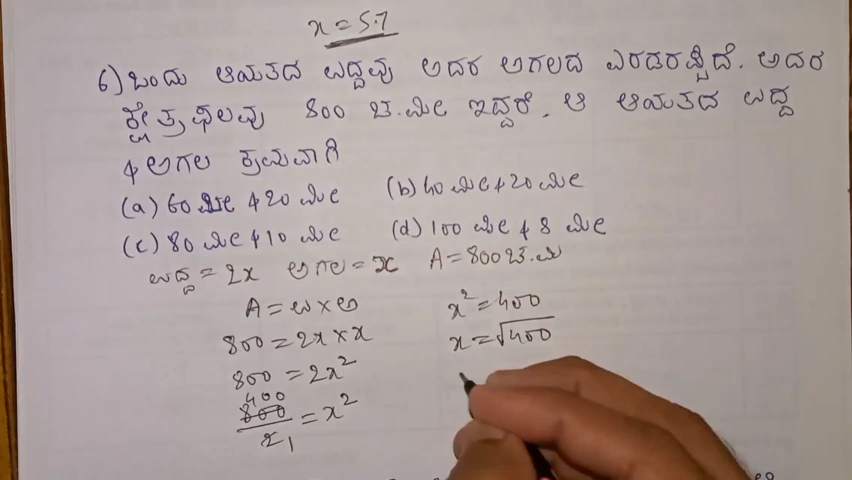 x = 5.7
6) ಒಂದು ಆಯತದ ಉದ್ದವು ಅದರ ಅಗಲದ ಎರಡರಷ್ಟಿದೆ. ಅದರ
ಕ್ಷೇತ್ರಫಲವು 800 ಚ.ಮೀ ಇದ್ದರೆ, ಆ ಆಯತದ ಉದ್ದ
& ಅಗಲ ಕ್ರಮವಾಗಿ
(a) 60 ಮೀ & 20 ಮೀ (b) 40 ಮೀ & 20 ಮೀ
(c) 80 ಮೀ & 10 ಮೀ (d) 100 ಮೀ & 8 ಮೀ
ಉದ್ದ = 2x ಅಗಲ = x A = 800 ಚ.ಮಿ
A = ಉ × ಅ
800 = 2x × x
800 = 2x²
400
800 = x²
2 1
x² = 400
x = √400